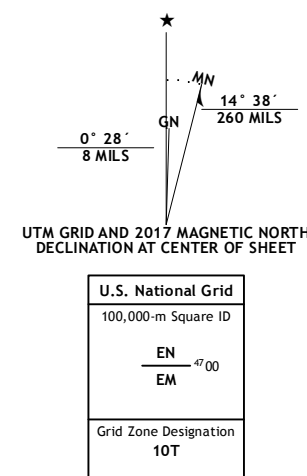 ★
MN
GN
14° 38´
260 MILS
0° 28´
8 MILS
UTM GRID AND 2017 MAGNETIC NORTH
DECLINATION AT CENTER OF SHEET
U.S. National Grid
100,000-m Square ID
EN
4700
EM
Grid Zone Designation
10T